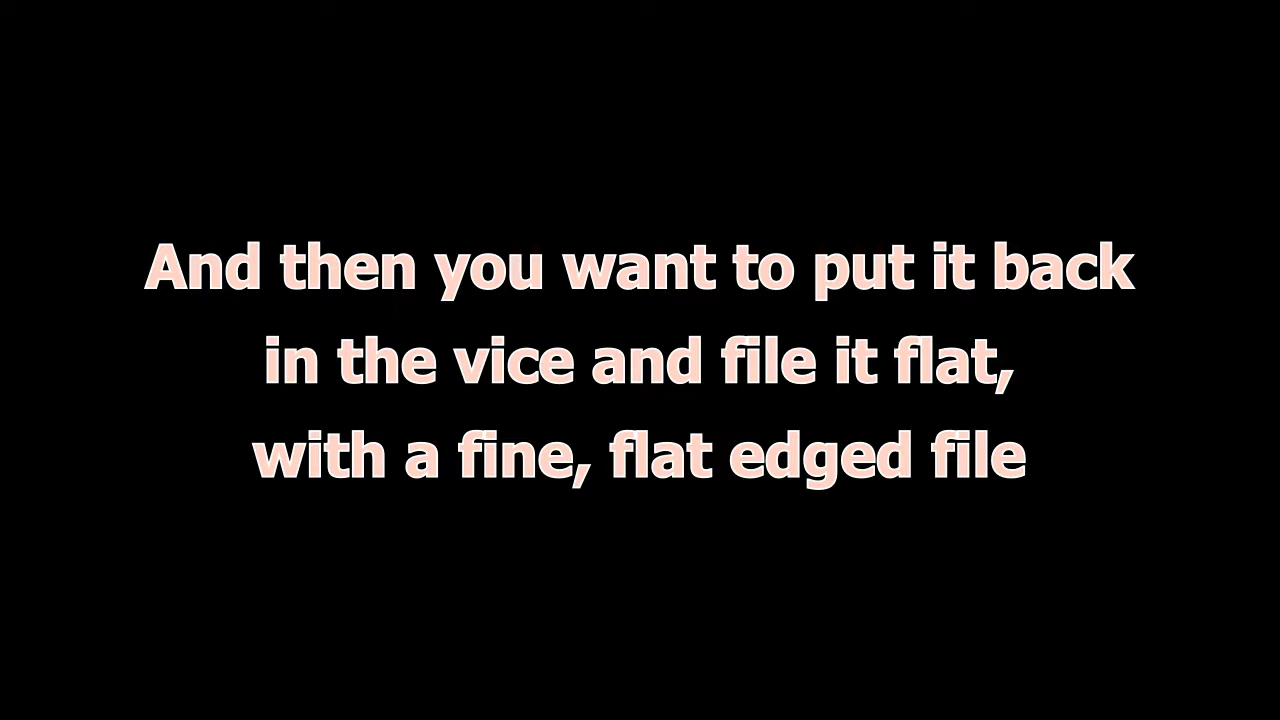 And then you want to put it back
in the vice and file it flat,
with a fine, flat edged file